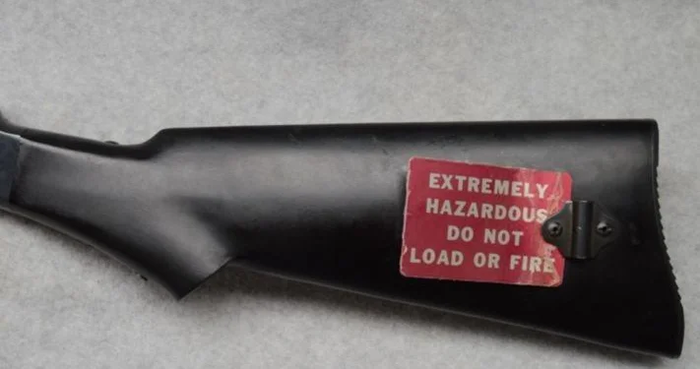 EXTREMELY
HAZARDOUS
DO NOT
LOAD OR FIRE